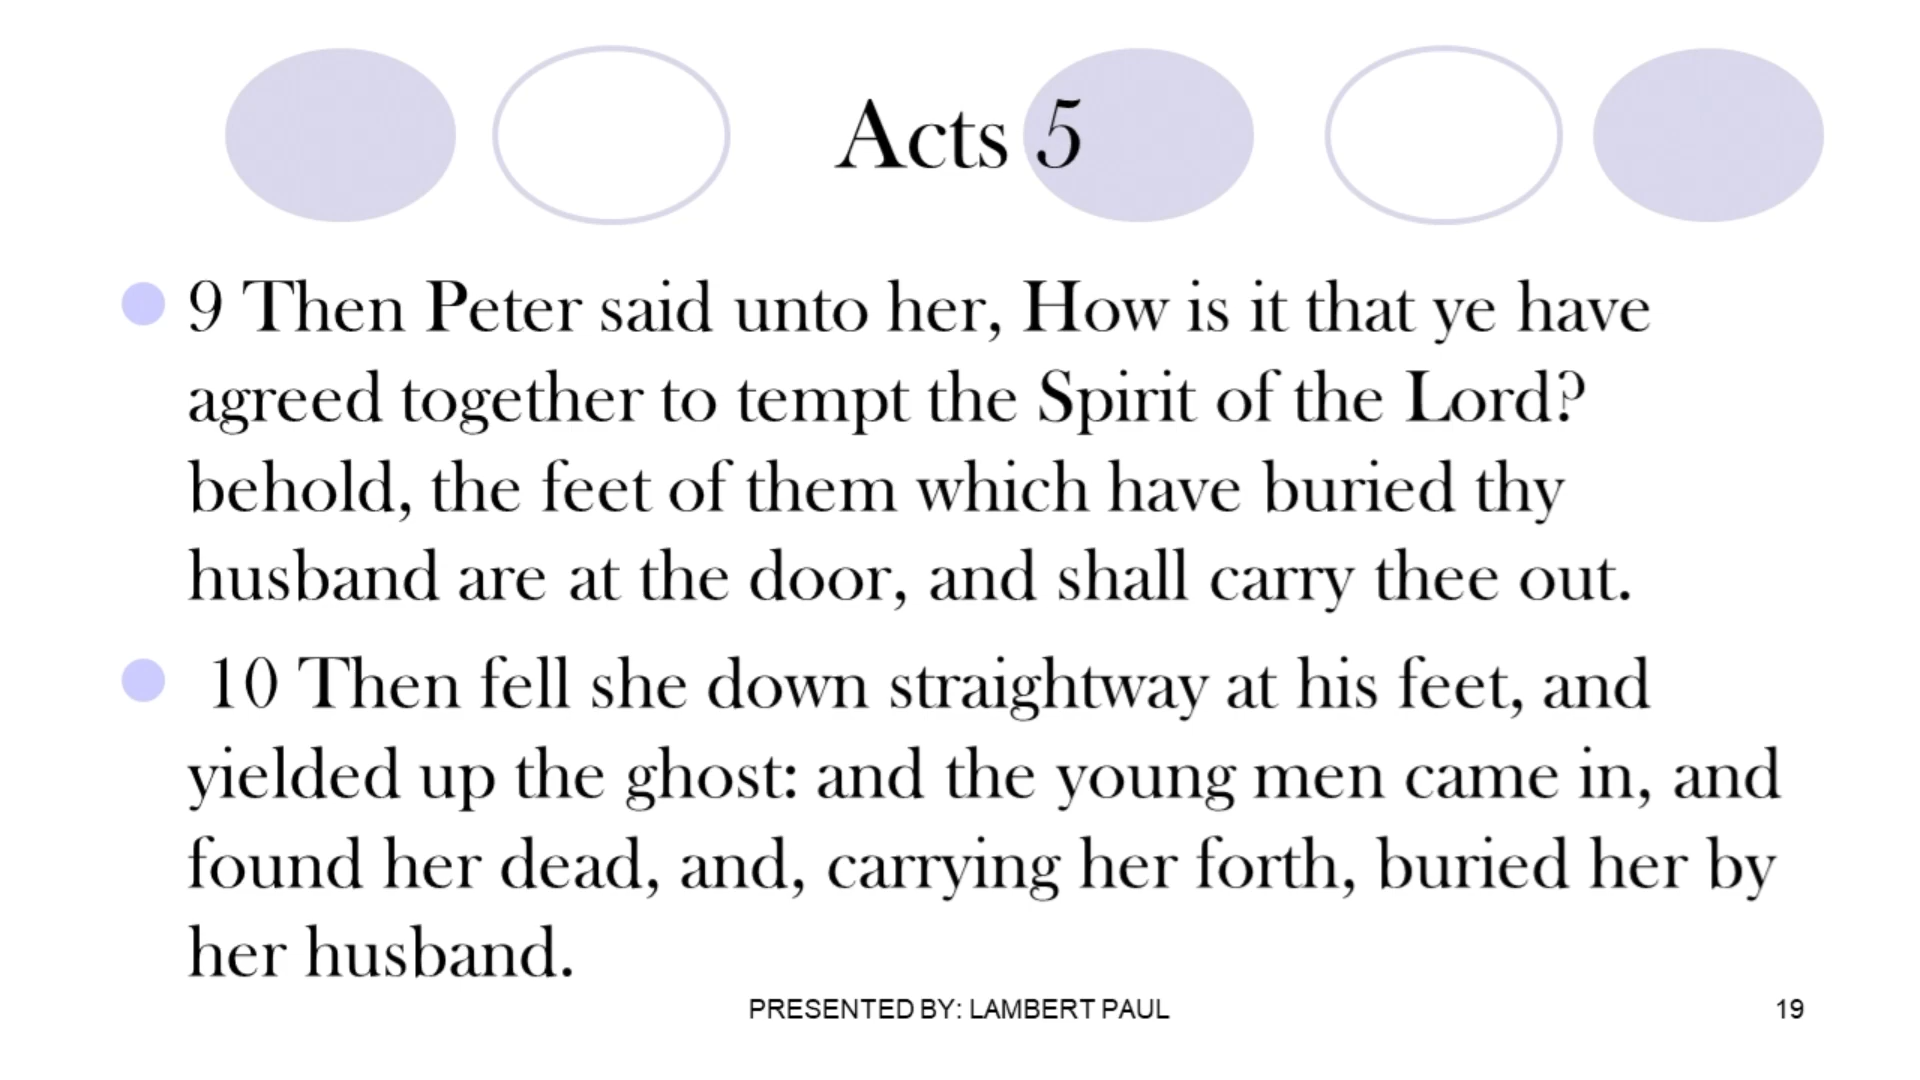 Acts 5
9 Then Peter said unto her, How is it that ye have
agreed together to tempt the Spirit of the Lord?
behold, the feet of them which have buried thy
husband are at the door, and shall carry thee out.
10 Then fell she down straightway at his feet, and
yielded up the ghost: and the young men came in, and
found her dead, and, carrying her forth, buried her by
her husband.
PRESENTED BY: LAMBERT PAUL
19